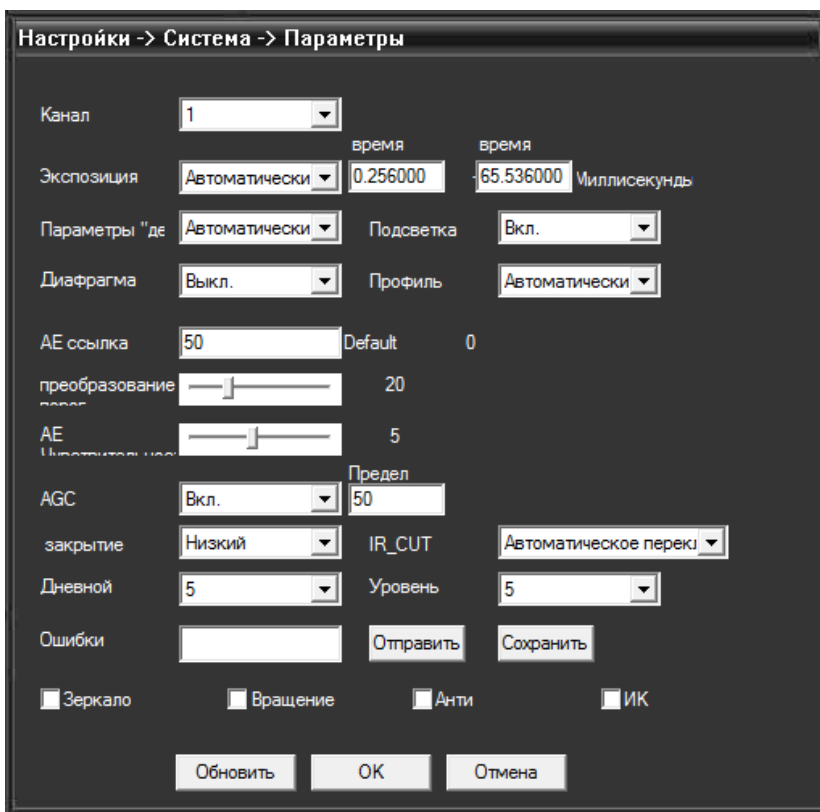 Настройки -> Система -> Параметры
Канал 1
время время
Экспозиция Автоматически 0.256000 - 65.536000 Миллисекунды
Параметры "де Автоматически Подсветка Вкл.
Диафрагма Выкл. Профиль Автоматически
AE ссылка 50 Default 0
преобразование 20
AE 5
Предел
AGC Вкл. 50
закрытие Низкий IR_CUT Автоматическое перекл
Дневной 5 Уровень 5
Ошибки Отправить Сохранить
Зеркало Вращение Анти ИК
Обновить OK Отмена